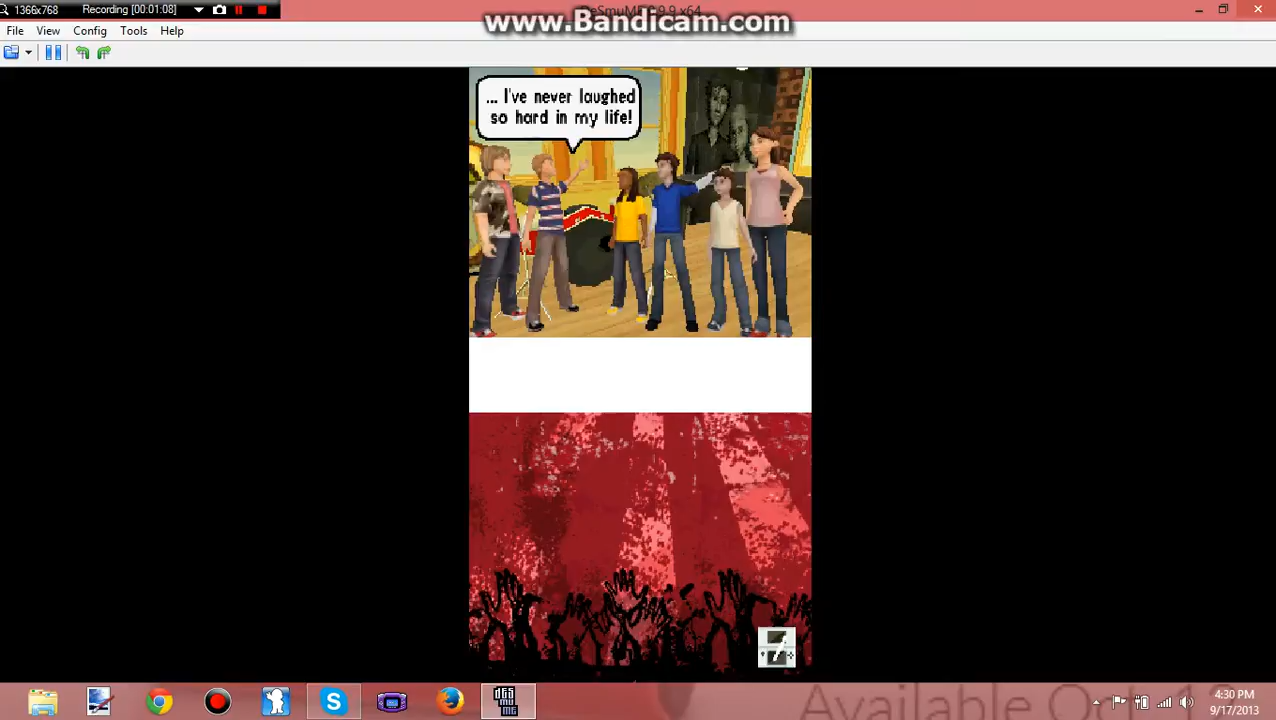 1366x768 Recording [00:01:08]
www.Bandicam.com
File View Config Tools Help
... I've never laughed
so hard in my life!
Available
4:30 PM
9/17/2013